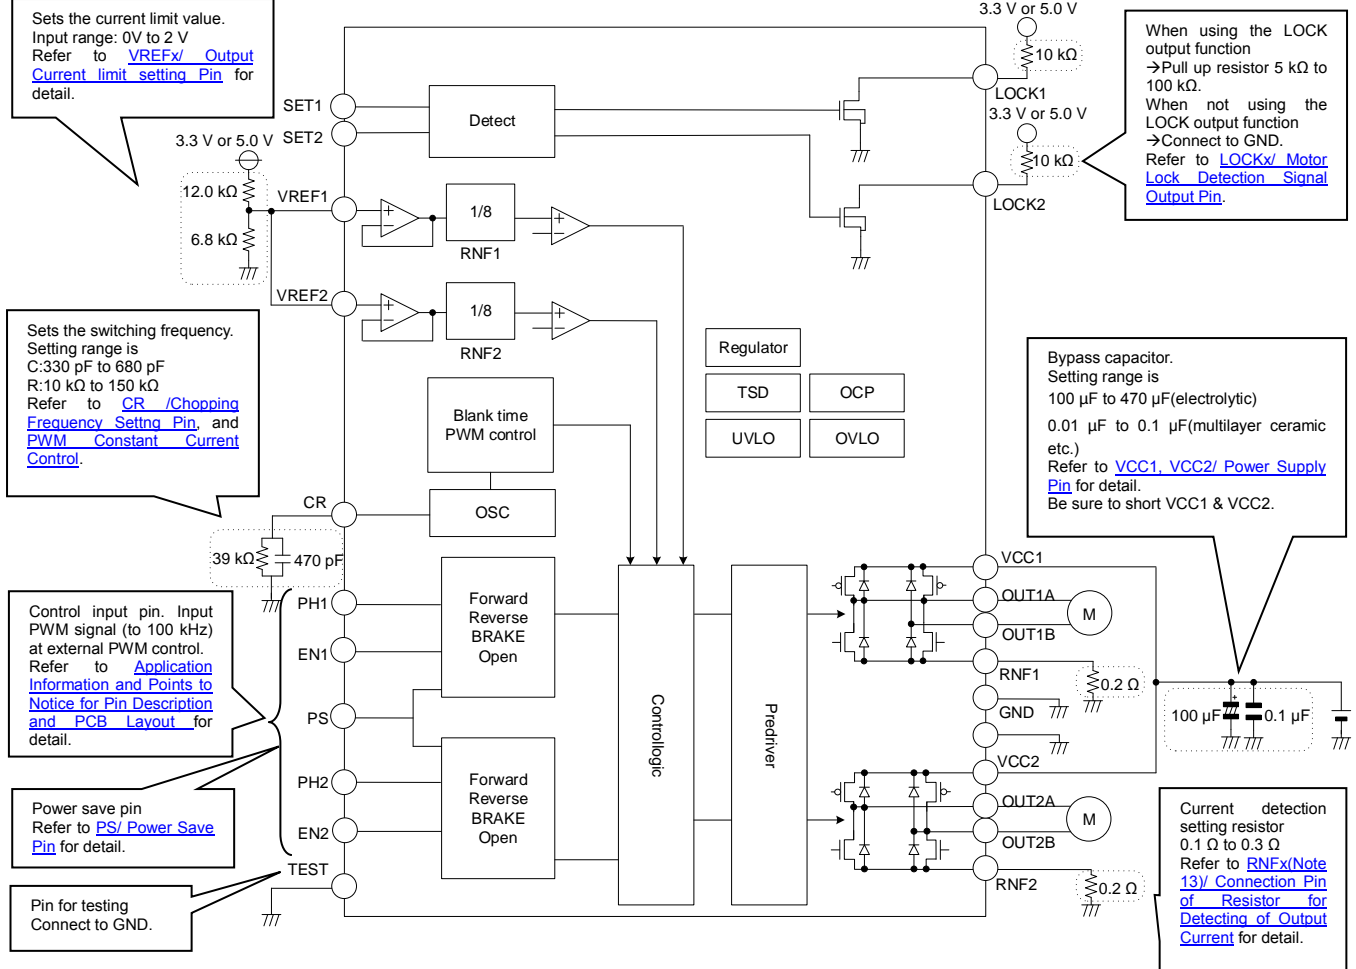 Sets the current limit value.
Input range: 0V to 2 V
Refer to VREFx/ Output
Current limit setting Pin for
detail.
3.3 V or 5.0 V
10 kΩ
LOCK1
3.3 V or 5.0 V
10 kΩ
LOCK2
When using the LOCK
output function
→Pull up resistor 5 kΩ to
100 kΩ.
When not using the
LOCK output function
→Connect to GND.
Refer to LOCKx/ Motor
Lock Detection Signal
Output Pin.
SET1
SET2
Detect
3.3 V or 5.0 V
12.0 kΩ
6.8 kΩ
VREF1
+
−
1/8
RNF1
+
−
VREF2
+
−
1/8
RNF2
+
−
Sets the switching frequency.
Setting range is
C:330 pF to 680 pF
R:10 kΩ to 150 kΩ
Refer to CR /Chopping
Frequency Settng Pin, and
PWM Constant Current
Control.
Blank time
PWM control
OSC
Regulator
TSD
OCP
UVLO
OVLO
Bypass capacitor.
Setting range is
100 µF to 470 µF(electrolytic)
0.01 µF to 0.1 µF(multilayer ceramic
etc.)
Refer to VCC1, VCC2/ Power Supply
Pin for detail.
Be sure to short VCC1 & VCC2.
CR
39 kΩ
470 pF
Control input pin. Input
PWM signal (to 100 kHz)
at external PWM control.
Refer to Application
Information and Points to
Notice for Pin Description
and PCB Layout for
detail.
PH1
EN1
PS
PH2
EN2
TEST
Forward
Reverse
BRAKE
Open
Forward
Reverse
BRAKE
Open
Controllogic
Predriver
VCC1
OUT1A
M
OUT1B
RNF1
0.2 Ω
GND
VCC2
OUT2A
M
OUT2B
RNF2
0.2 Ω
+
100 µF
0.1 µF
Power save pin
Refer to PS/ Power Save
Pin for detail.
Pin for testing
Connect to GND.
Current detection
setting resistor
0.1 Ω to 0.3 Ω
Refer to RNFx(Note
13)/ Connection Pin
of Resistor for
Detecting of Output
Current for detail.